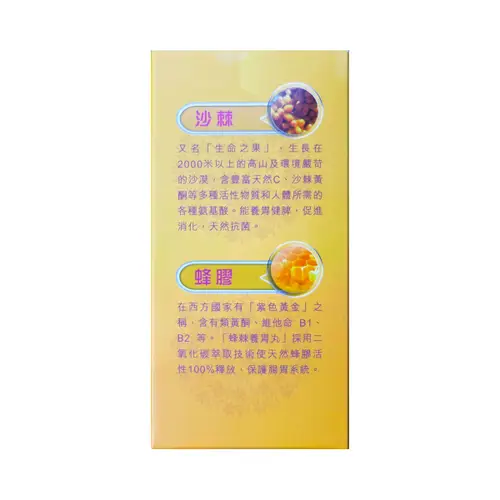 沙棘
又名「生命之果」，生長在
2000米以上的高山及環境嚴苛
的沙漠，含豐富天然C、沙棘黃
酮等多種活性物質和人體所需的
各種氨基酸。能養胃健脾，促進
消化，天然抗菌。
蜂膠
在西方國家有「紫色黃金」之
稱，含有類黃酮、維他命 B1、
B2 等。「蜂棘養胃丸」採用二
氧化碳萃取技術使天然蜂膠活
性100%釋放、保護腸胃系統。